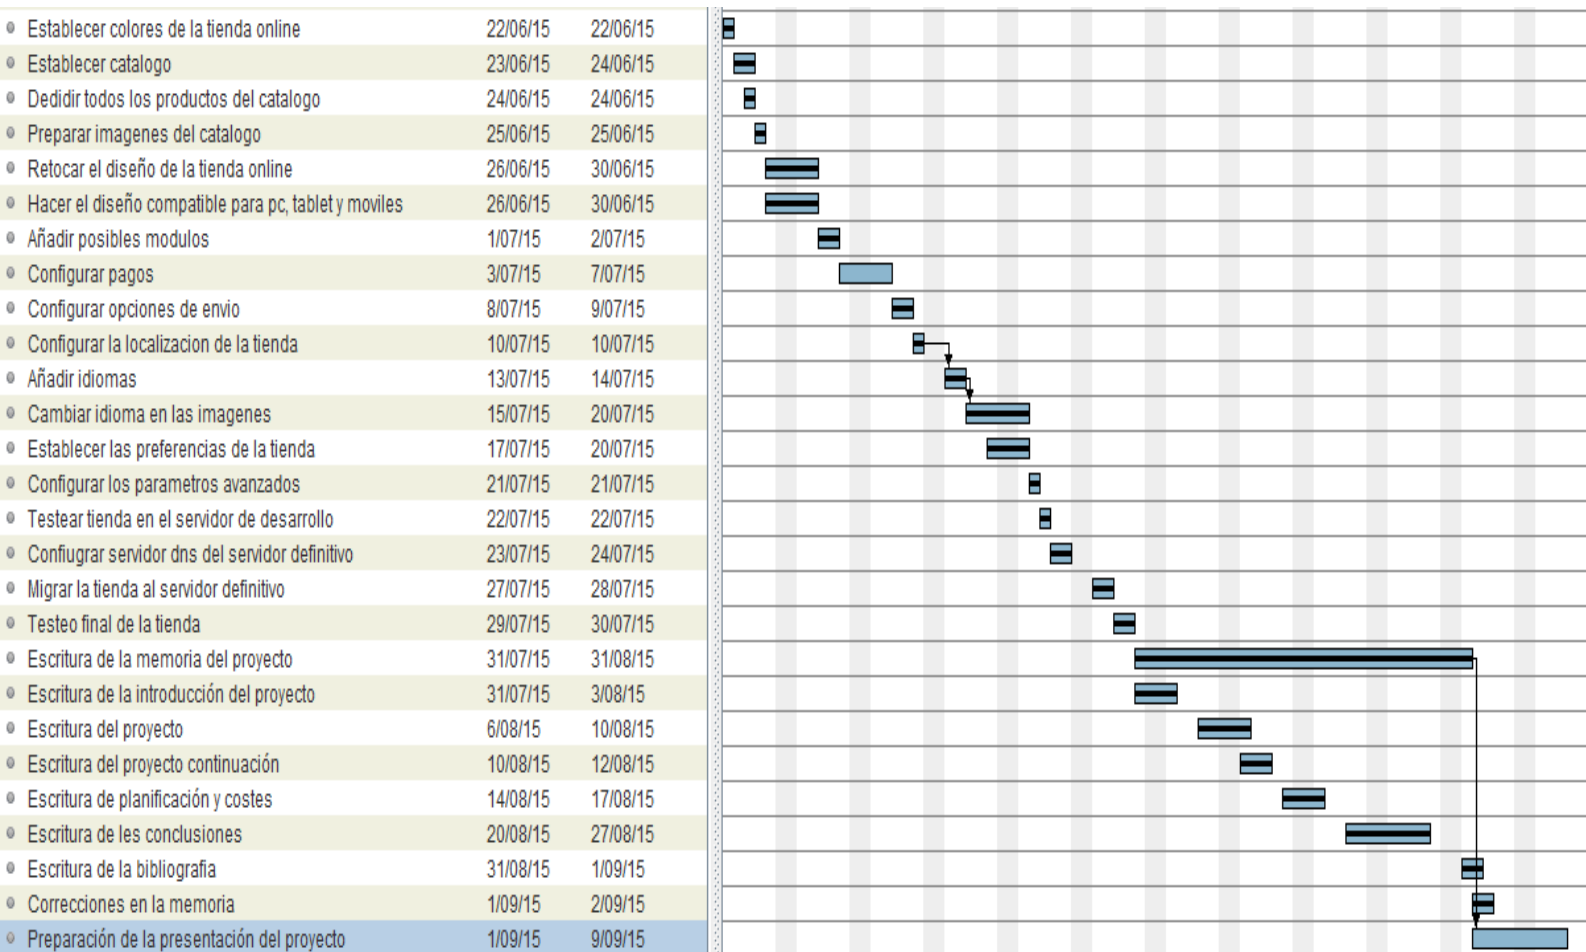 Establecer colores de la tienda online 22/06/15 22/06/15
Establecer catalogo 23/06/15 24/06/15
Dedidir todos los productos del catalogo 24/06/15 24/06/15
Preparar imagenes del catalogo 25/06/15 25/06/15
Retocar el diseño de la tienda online 26/06/15 30/06/15
Hacer el diseño compatible para pc, tablet y moviles 26/06/15 30/06/15
Añadir posibles modulos 1/07/15 2/07/15
Configurar pagos 3/07/15 7/07/15
Configurar opciones de envio 8/07/15 9/07/15
Configurar la localizacion de la tienda 10/07/15 10/07/15
Añadir idiomas 13/07/15 14/07/15
Cambiar idioma en las imagenes 15/07/15 20/07/15
Establecer las preferencias de la tienda 17/07/15 20/07/15
Configurar los parametros avanzados 21/07/15 21/07/15
Testear tienda en el servidor de desarrollo 22/07/15 22/07/15
Confiugrar servidor dns del servidor definitivo 23/07/15 24/07/15
Migrar la tienda al servidor definitivo 27/07/15 28/07/15
Testeo final de la tienda 29/07/15 30/07/15
Escritura de la memoria del proyecto 31/07/15 31/08/15
Escritura de la introducción del proyecto 31/07/15 3/08/15
Escritura del proyecto 6/08/15 10/08/15
Escritura del proyecto continuación 10/08/15 12/08/15
Escritura de planificación y costes 14/08/15 17/08/15
Escritura de les conclusiones 20/08/15 27/08/15
Escritura de la bibliografia 31/08/15 1/09/15
Correcciones en la memoria 1/09/15 2/09/15
Preparación de la presentación del proyecto 1/09/15 9/09/15